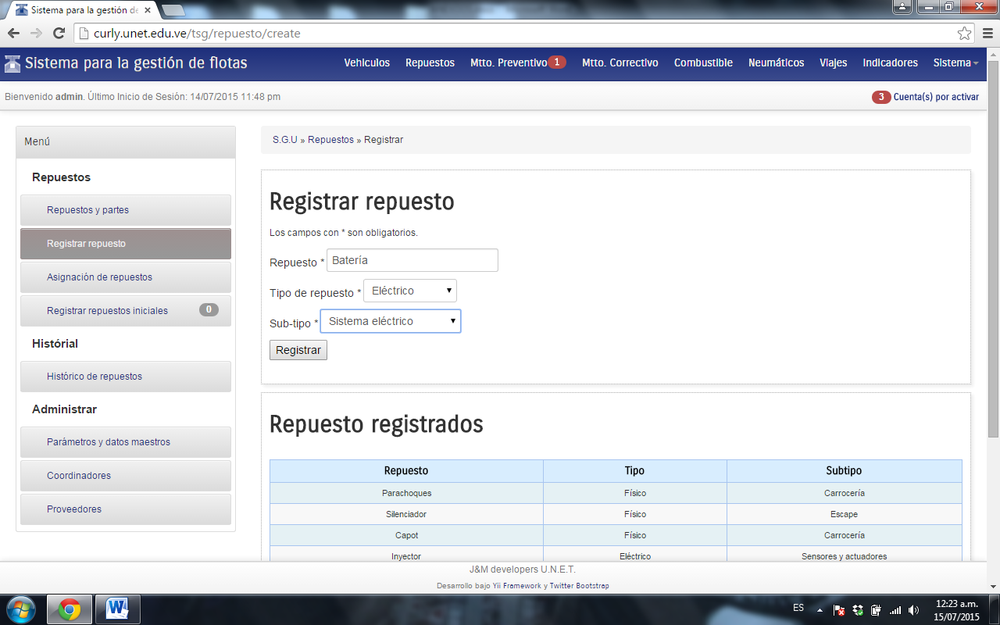 Sistema para la gestión de
curly.unet.edu.ve/tsg/repuesto/create
Sistema para la gestión de flotas
Vehiculos Repuestos Mtto. Preventivo 1 Mtto. Correctivo Combustible Neumáticos Viajes Indicadores Sistema
Bienvenido admin. Último Inicio de Sesión: 14/07/2015 11:48 pm
3 Cuenta(s) por activar
Menú
Repuestos
Repuestos y partes
Registrar repuesto
Asignación de repuestos
Registrar repuestos iniciales 0
Histórial
Histórico de repuestos
Administrar
Parámetros y datos maestros
Coordinadores
Proveedores
S.G.U » Repuestos » Registrar
Registrar repuesto
Los campos con * son obligatorios.
Repuesto * Batería
Tipo de repuesto * Eléctrico
Sub-tipo * Sistema eléctrico
Registrar
Repuesto registrados
Repuesto Tipo Subtipo
Parachoques Físico Carrocería
Silenciador Físico Escape
Capot Físico Carrocería
Inyector Eléctrico Sensores y actuadores
J&M developers U.N.E.T.
Desarrollo bajo Yii Framework y Twitter Bootstrap
ES
12:23 a.m.
15/07/2015